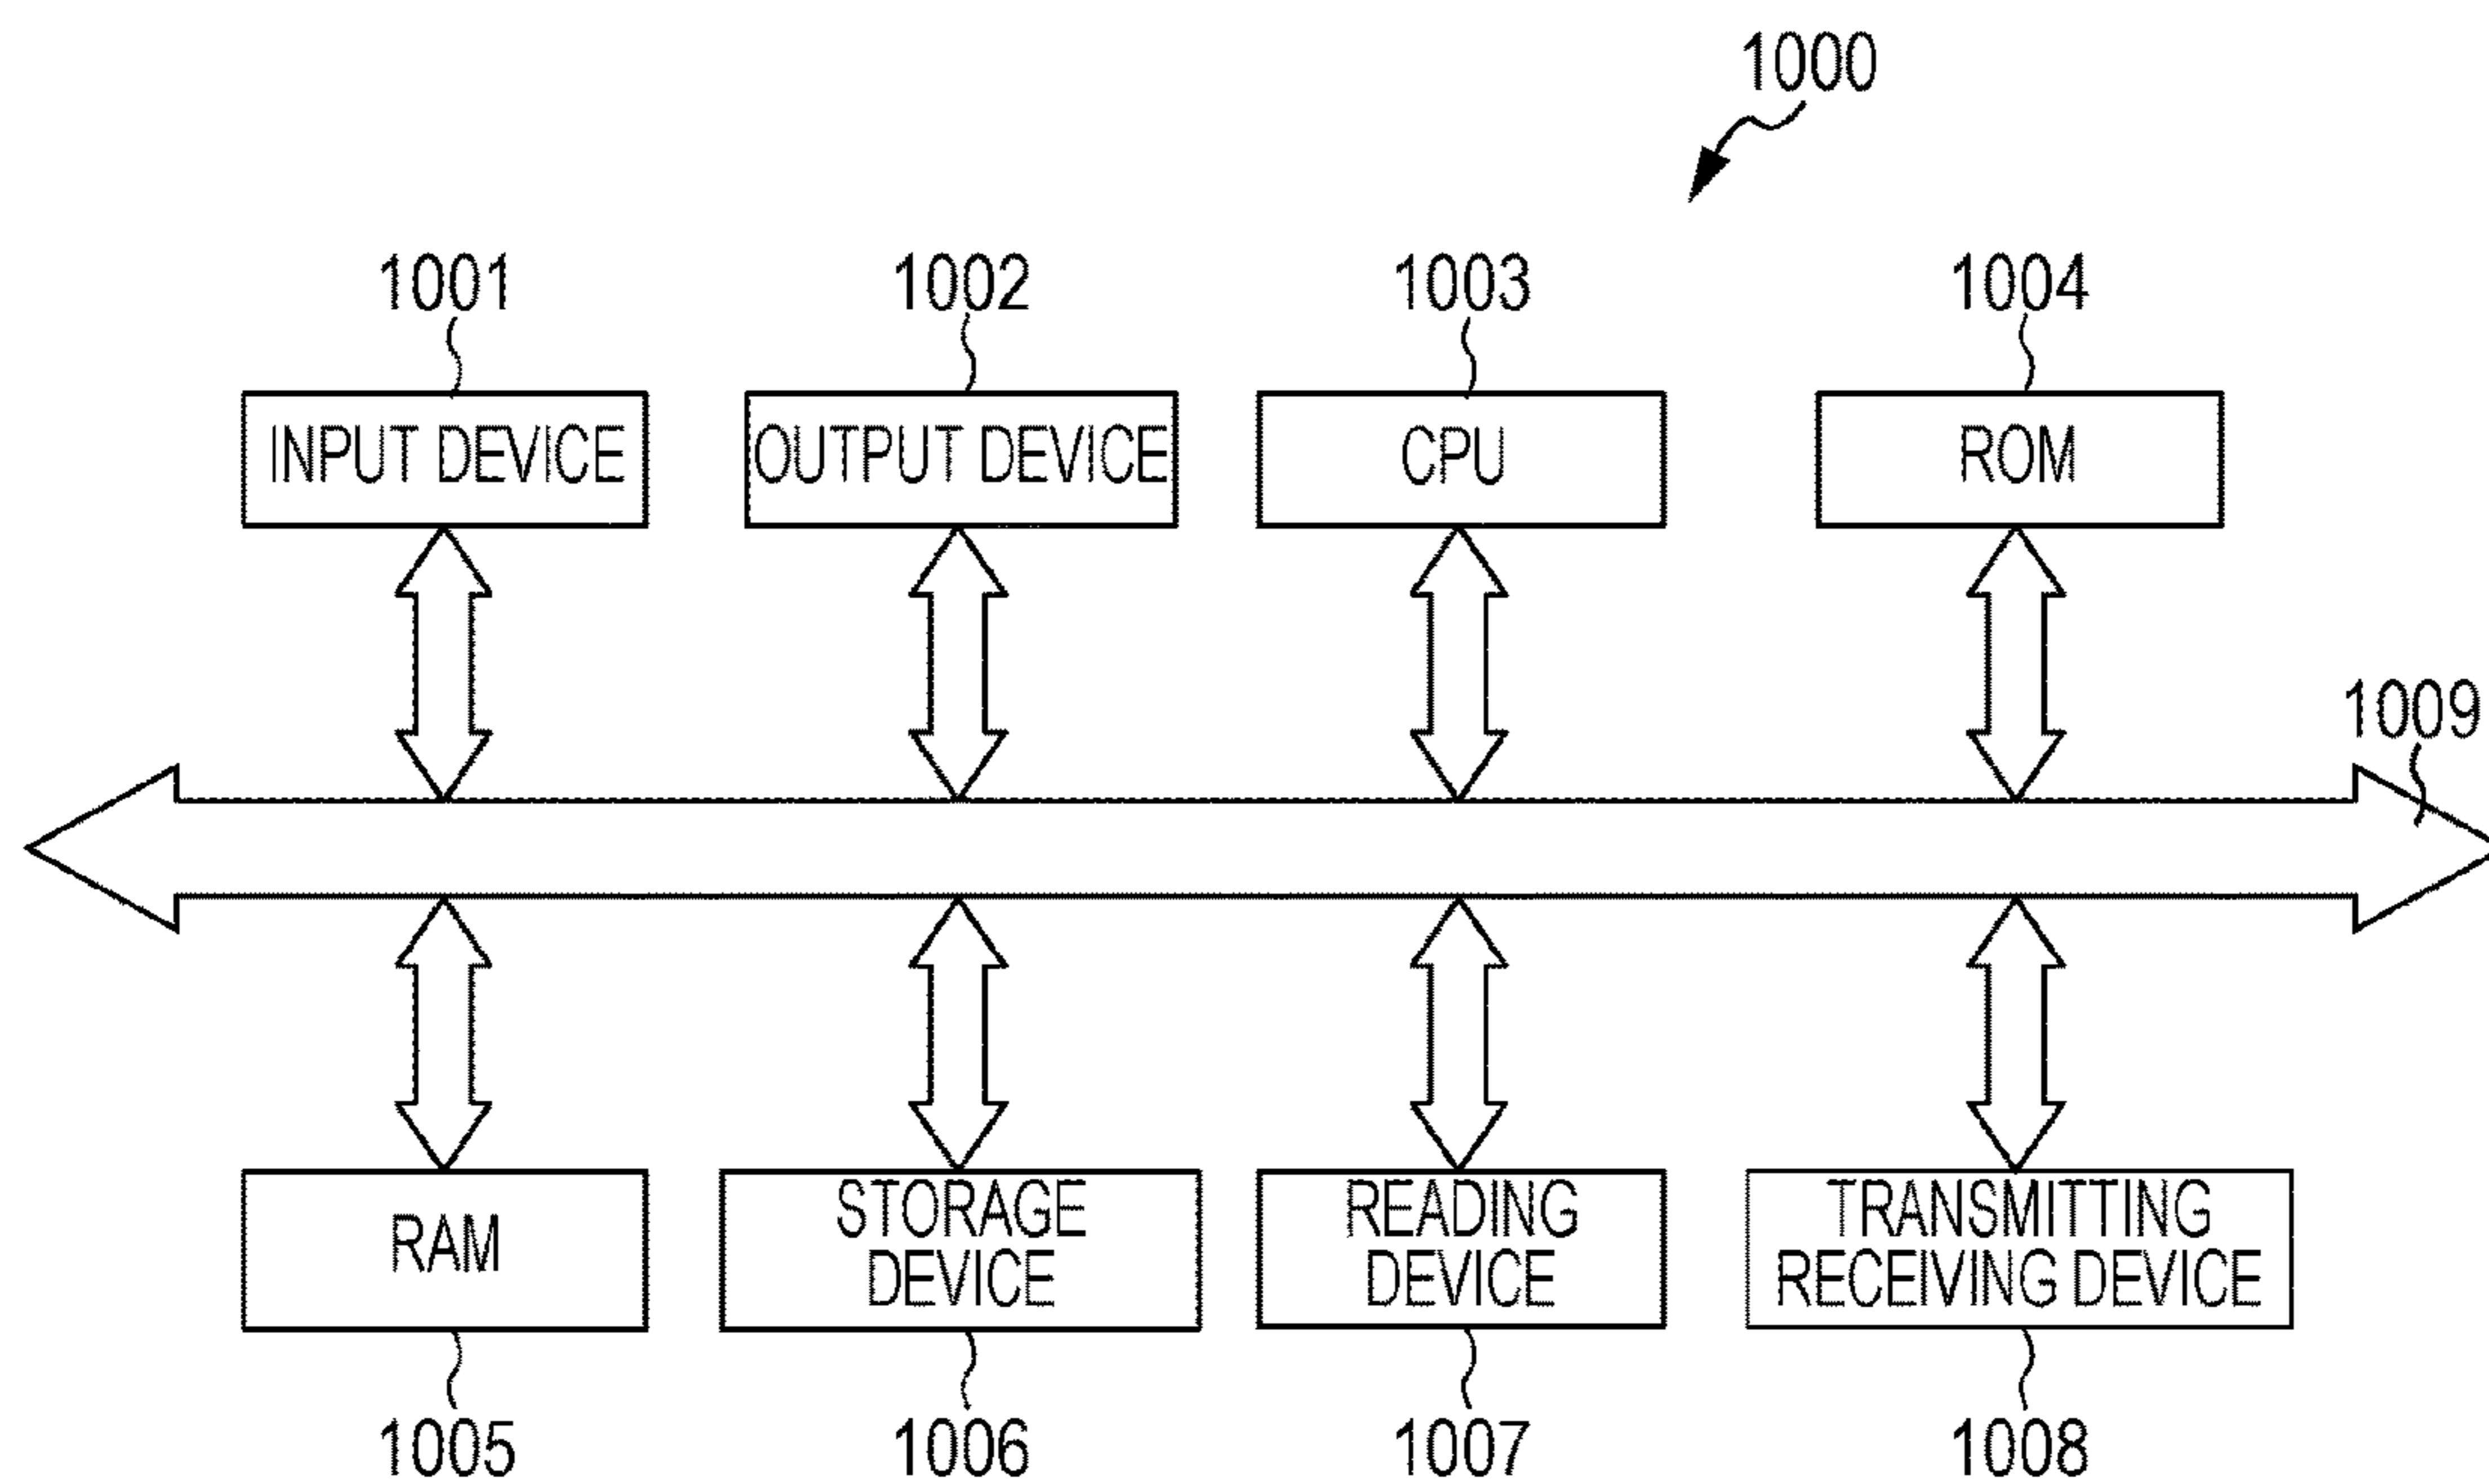 1000
1001
1002
1003
1004
INPUT DEVICE
OUTPUT DEVICE
CPU
ROM
1009
RAM
STORAGE
DEVICE
READING
DEVICE
TRANSMITTING
RECEIVING DEVICE
1005
1006
1007
1008